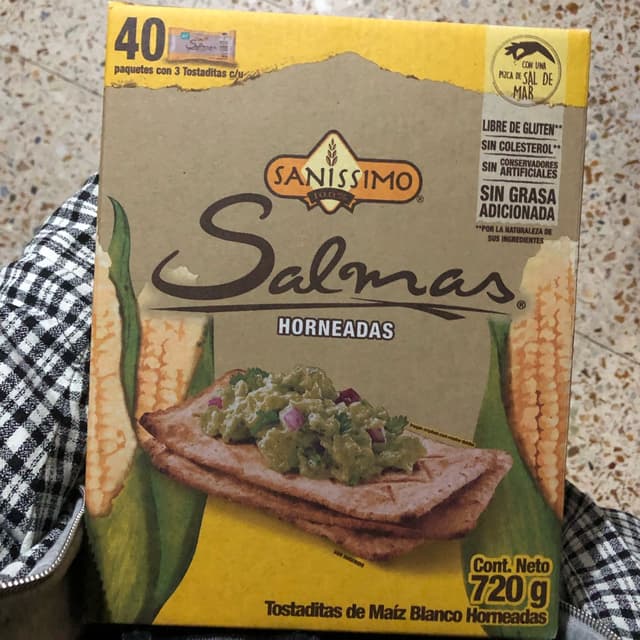 40
Salmas
paquetes con 3 Tostaditas c/u
CON UNA
PIZCA DE SAL DE
MAR
LIBRE DE GLUTEN**
SIN COLESTEROL**
SIN CONSERVADORES
ARTIFICIALES
SIN GRASA
ADICIONADA
**POR LA NATURALEZA DE
SUS INGREDIENTES
SANÍSSIMO
®
Salmas®
HORNEADAS
Cont. Neto
720 g
Tostaditas de Maíz Blanco Horneadas